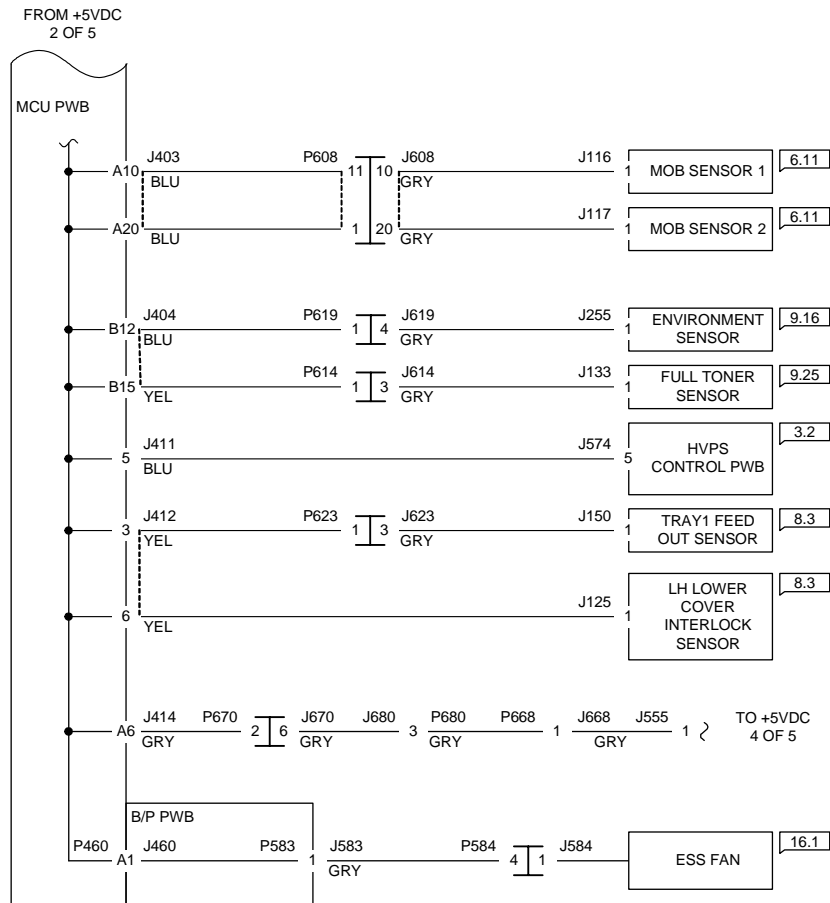 FROM +5VDC
2 OF 5
MCU PWB
A10 J403 BLU P608 11 10 J608 GRY J116 1 MOB SENSOR 1 6.11
A20 BLU 1 20 GRY J117 1 MOB SENSOR 2 6.11
B12 J404 BLU P619 1 4 J619 GRY J255 1 ENVIRONMENT 9.16
SENSOR
B15 YEL P614 1 3 J614 GRY J133 1 FULL TONER 9.25
SENSOR
5 J411 BLU J574 5 HVPS 3.2
CONTROL PWB
3 J412 YEL P623 1 3 J623 GRY J150 1 TRAY1 FEED 8.3
OUT SENSOR
6 YEL J125 1 LH LOWER 8.3
COVER
INTERLOCK
SENSOR
A6 J414 GRY P670 2 6 J670 GRY J680 3 P680 GRY P668 1 J668 GRY J555 1 TO +5VDC
4 OF 5
B/P PWB
P460 A1 J460 P583 1 J583 GRY P584 4 1 J584 ESS FAN 16.1